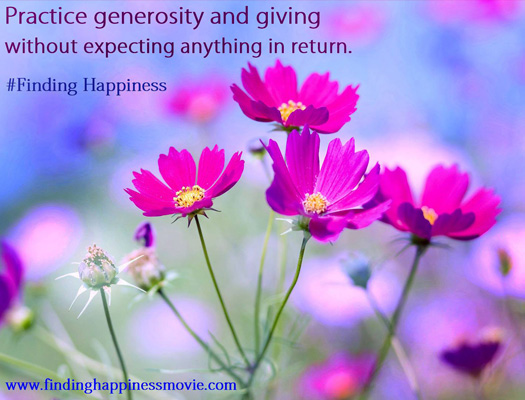 Practice generosity and giving
without expecting anything in return.
#Finding Happiness
www.findinghappinessmovie.com